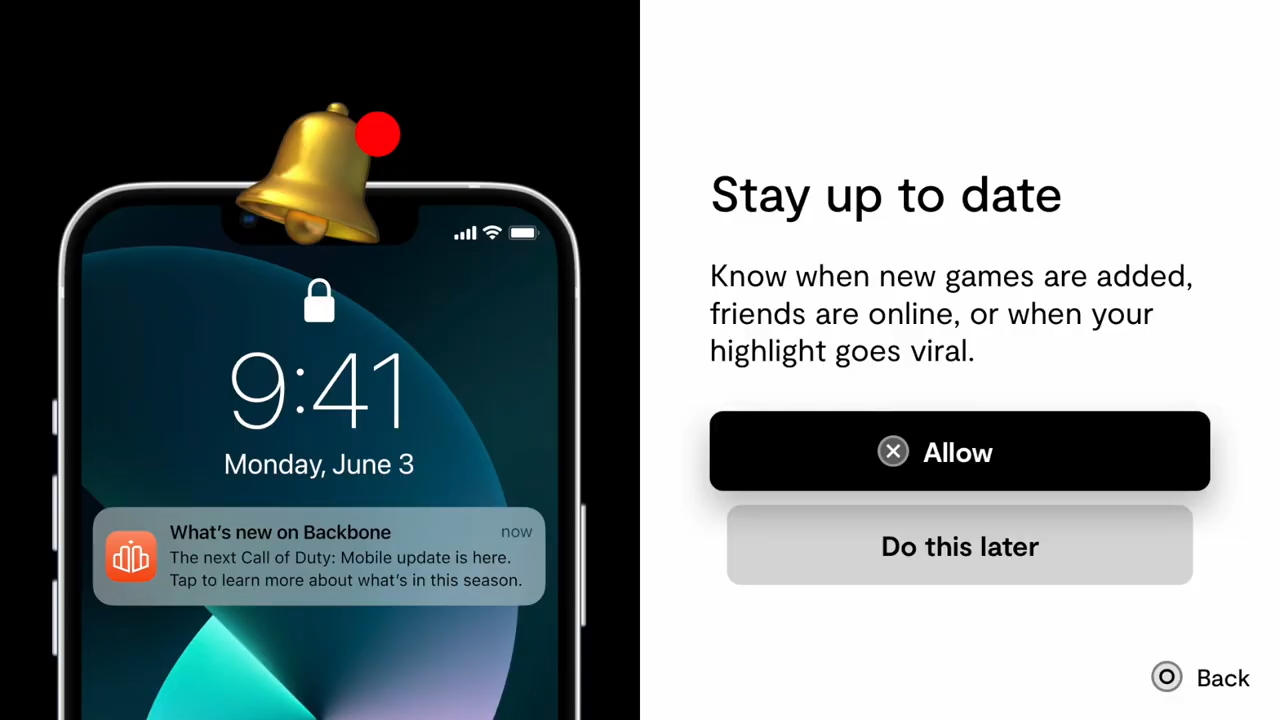 9:41
Monday, June 3
What's new on Backbone
now
The next Call of Duty: Mobile update is here.
Tap to learn more about what's in this season.
Stay up to date
Know when new games are added,
friends are online, or when your
highlight goes viral.
Allow
Do this later
Back